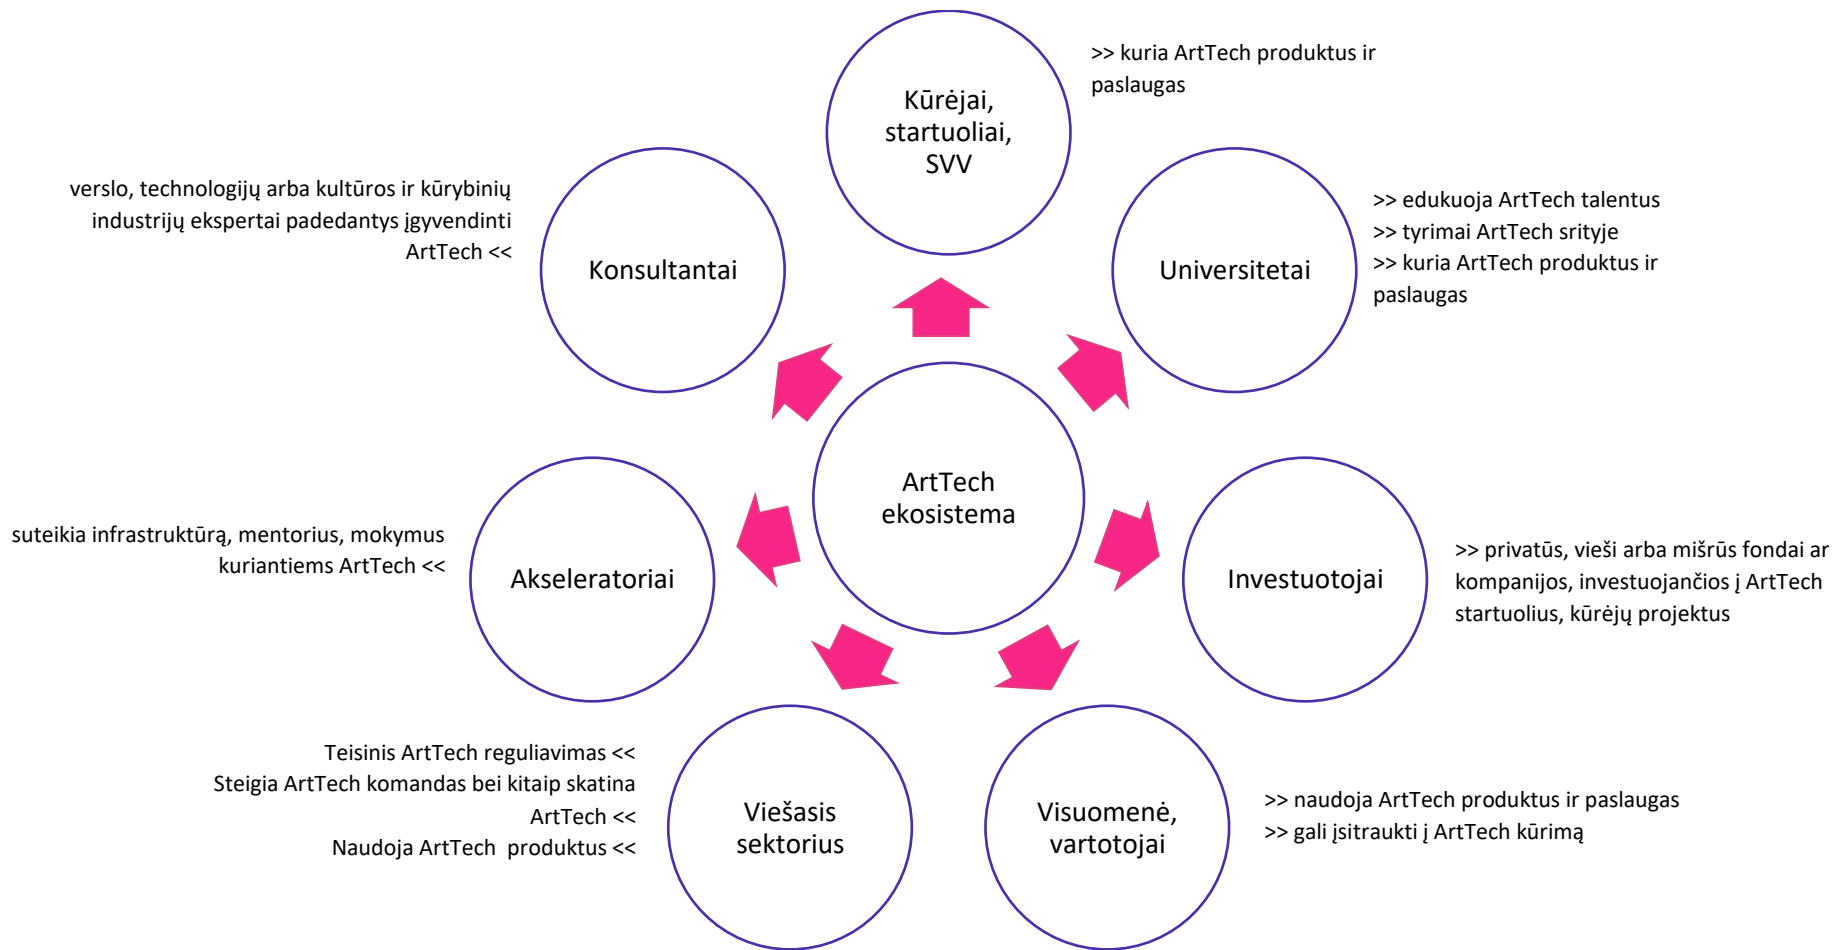 Kūrėjai,
startuoliai,
SVV
>> kuria ArtTech produktus ir
paslaugas
Universitetai
>> edukuoja ArtTech talentus
>> tyrimai ArtTech srityje
>> kuria ArtTech produktus ir
paslaugas
Investuotojai
>> privatūs, vieši arba mišrūs fondai ar
kompanijos, investuojančios į ArtTech
startuolius, kūrėjų projektus
Visuomenė,
vartotojai
>> naudoja ArtTech produktus ir paslaugas
>> gali įsitraukti į ArtTech kūrimą
Viešasis
sektorius
Teisinis ArtTech reguliavimas <<
Steigia ArtTech komandas bei kitaip skatina
ArtTech <<
Naudoja ArtTech  produktus <<
Akseleratoriai
suteikia infrastruktūrą, mentorius, mokymus
kuriantiems ArtTech <<
Konsultantai
verslo, technologijų arba kultūros ir kūrybinių
industrijų ekspertai padedantys įgyvendinti
ArtTech <<
ArtTech
ekosistema